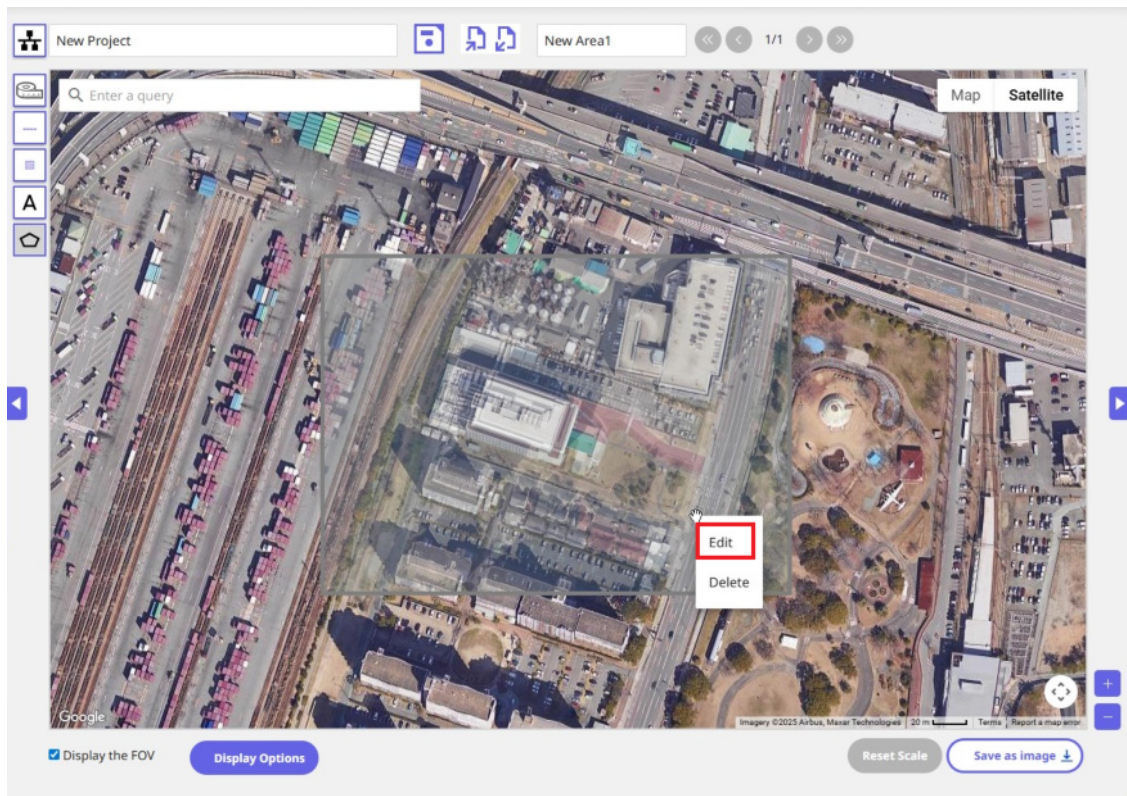 New Project
New Area1
1/1
Enter a query
Map Satellite
A
Edit
Delete
Google
Imagery ©2025 Airbus, Maxar Technologies 20 m Terms Report a map error
Display the FOV
Display Options
Reset Scale
Save as image